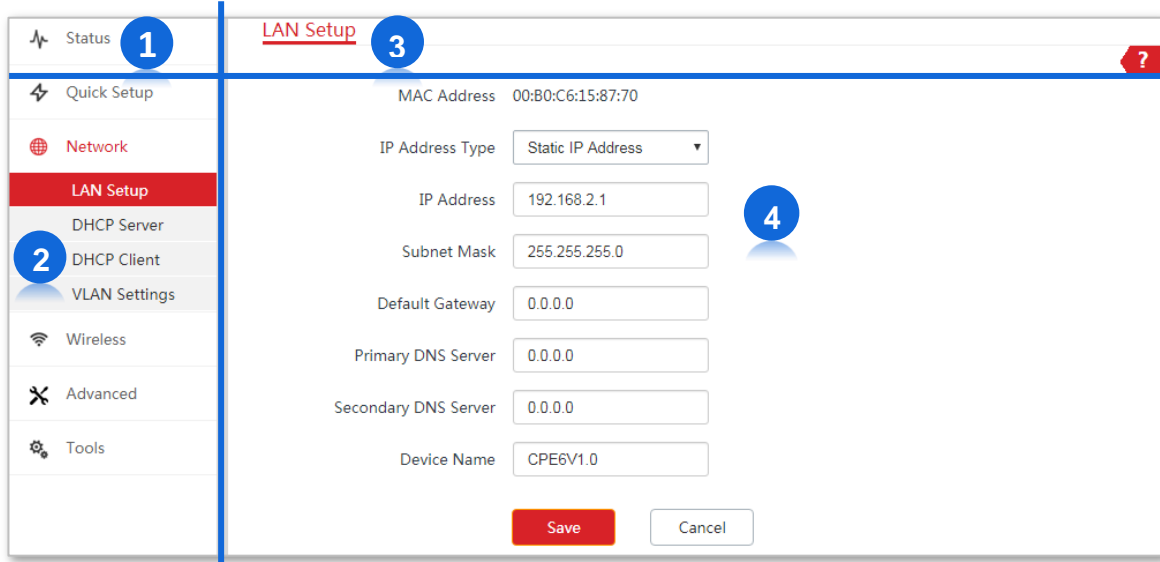 Status
1
Quick Setup
Network
LAN Setup
DHCP Server
2
DHCP Client
VLAN Settings
Wireless
Advanced
Tools
LAN Setup
3
?
MAC Address 00:B0:C6:15:87:70
IP Address Type Static IP Address
IP Address 192.168.2.1
4
Subnet Mask 255.255.255.0
Default Gateway 0.0.0.0
Primary DNS Server 0.0.0.0
Secondary DNS Server 0.0.0.0
Device Name CPE6V1.0
Save Cancel